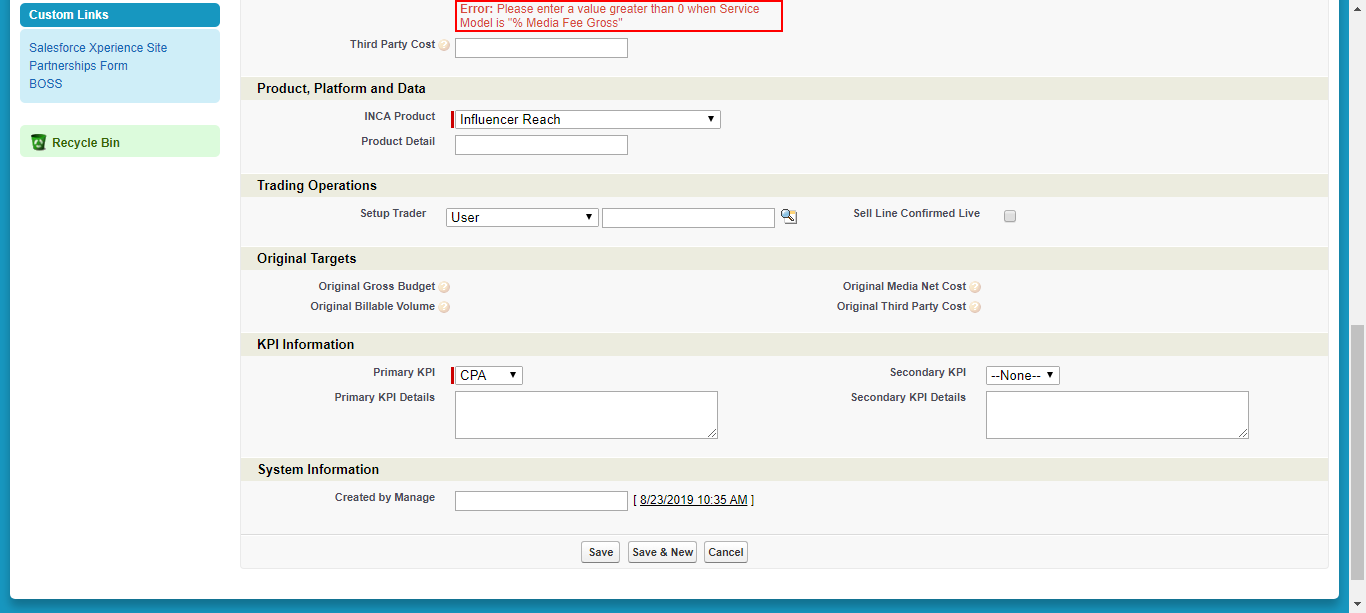 Custom Links
Salesforce Xperience Site
Partnerships Form
BOSS
Recycle Bin
Error: Please enter a value greater than 0 when Service
Model is "% Media Fee Gross"
Third Party Cost
Product, Platform and Data
INCA Product Influencer Reach
Product Detail
Trading Operations
Setup Trader User Sell Line Confirmed Live
Original Targets
Original Gross Budget Original Media Net Cost
Original Billable Volume Original Third Party Cost
KPI Information
Primary KPI CPA Secondary KPI --None--
Primary KPI Details Secondary KPI Details
System Information
Created by Manage [ 8/23/2019 10:35 AM ]
Save Save & New Cancel